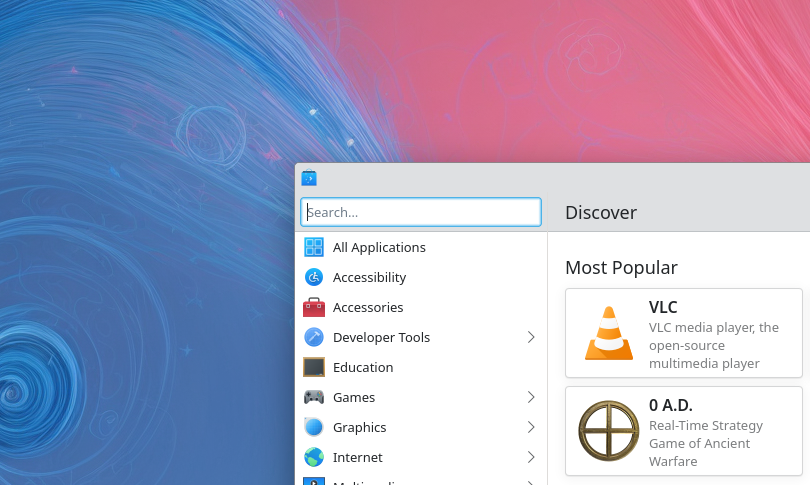 Search...
Discover
All Applications
Accessibility
Accessories
Developer Tools
Education
Games
Graphics
Internet
Most Popular
VLC
VLC media player, the
open-source
multimedia player
0 A.D.
Real-Time Strategy
Game of Ancient
Warfare